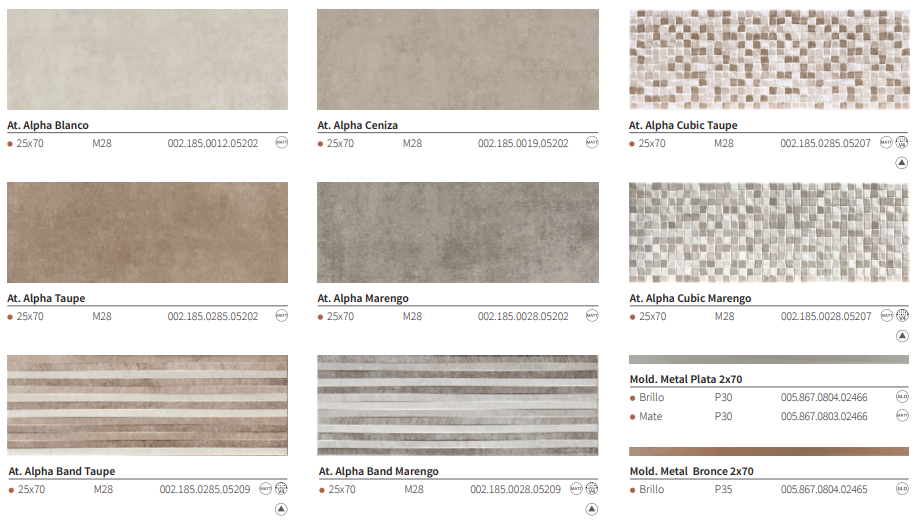 At. Alpha Blanco
25x70 M28 002.185.0012.05202 MATT
At. Alpha Ceniza
25x70 M28 002.185.0019.05202 MATT
At. Alpha Cubic Taupe
25x70 M28 002.185.0285.05207 MATT V4
At. Alpha Taupe
25x70 M28 002.185.0285.05202 MATT
At. Alpha Marengo
25x70 M28 002.185.0028.05202 MATT
At. Alpha Cubic Marengo
25x70 M28 002.185.0028.05207 MATT V4
At. Alpha Band Taupe
25x70 M28 002.185.0285.05209 MATT V4
At. Alpha Band Marengo
25x70 M28 002.185.0028.05209 MATT V4
Mold. Metal Plata 2x70
Brillo P30 005.867.0804.02466 GLO
Mate P30 005.867.0803.02466 MATT
Mold. Metal Bronce 2x70
Brillo P35 005.867.0804.02465 GLO